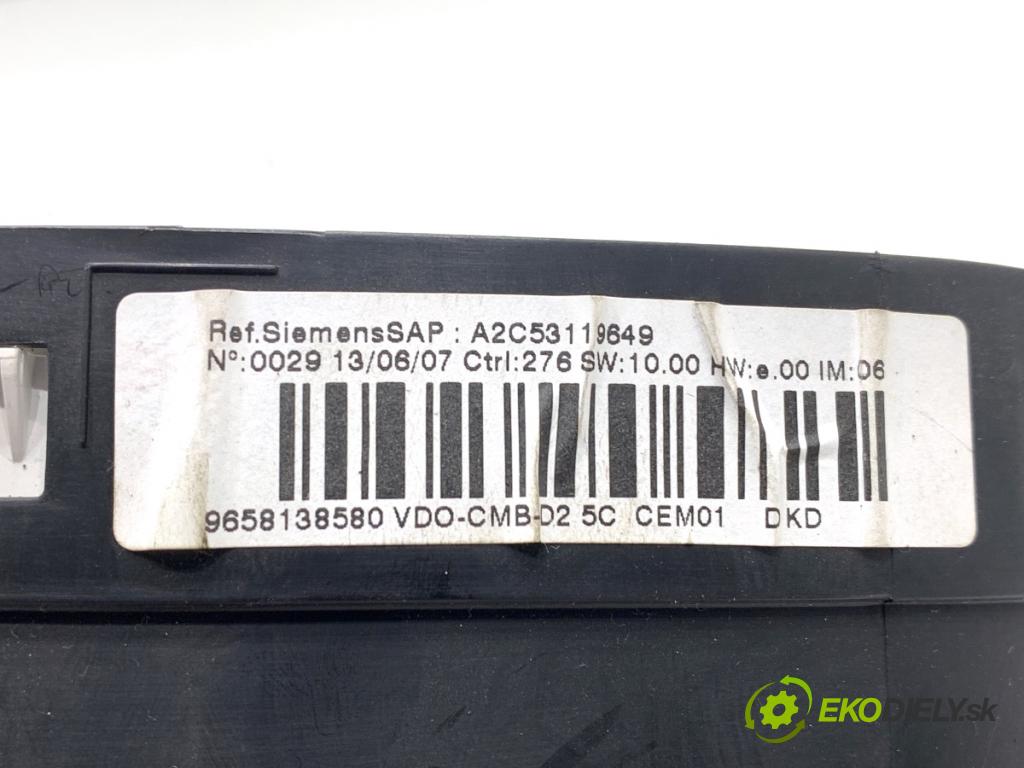 Ref.SiemensSAP : A2C53119649
N°:0029 13/06/07 Ctrl:276 SW:10.00 HW:e.00 IM:06
9658138580 VDO-CMB-D2 5C CEM01 DKD
EKODIELY.sk